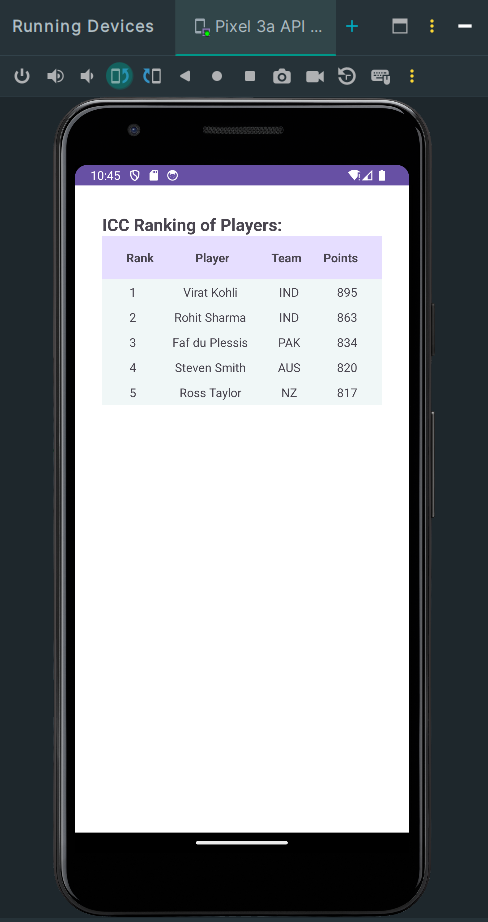 Running Devices Pixel 3a API ...
10:45
ICC Ranking of Players:
Rank Player Team Points
1 Virat Kohli IND 895
2 Rohit Sharma IND 863
3 Faf du Plessis PAK 834
4 Steven Smith AUS 820
5 Ross Taylor NZ 817